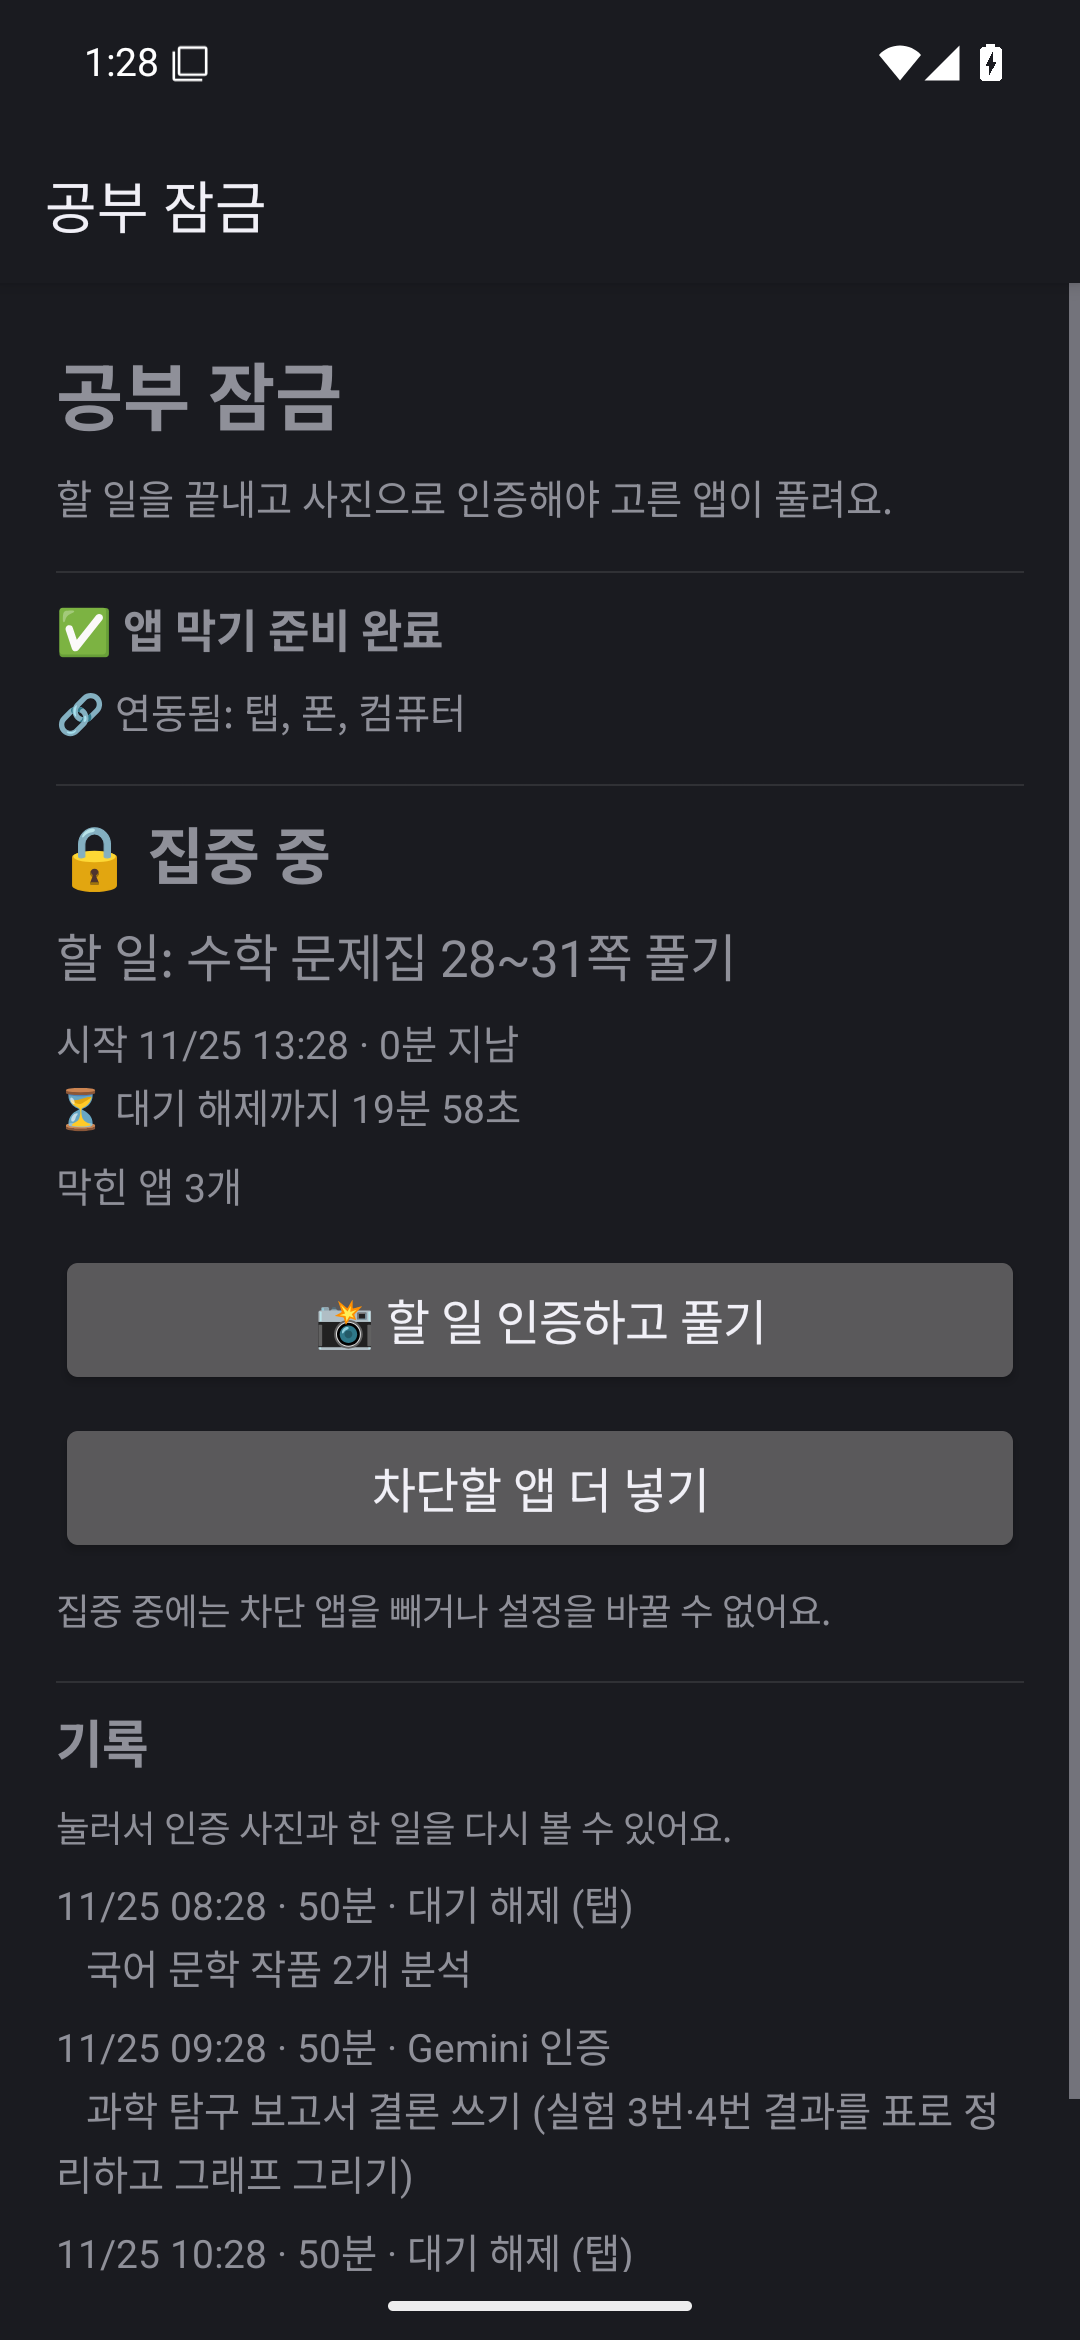 1:28
공부 잠금
공부 잠금
할 일을 끝내고 사진으로 인증해야 고른 앱이 풀려요.
✅ 앱 막기 준비 완료
🔗 연동됨: 탭, 폰, 컴퓨터
🔒 집중 중
할 일: 수학 문제집 28~31쪽 풀기
시작 11/25 13:28 · 0분 지남
⏳ 대기 해제까지 19분 58초
막힌 앱 3개
📸 할 일 인증하고 풀기
차단할 앱 더 넣기
집중 중에는 차단 앱을 빼거나 설정을 바꿀 수 없어요.
기록
눌러서 인증 사진과 한 일을 다시 볼 수 있어요.
11/25 08:28 · 50분 · 대기 해제 (탭)
국어 문학 작품 2개 분석
11/25 09:28 · 50분 · Gemini 인증
과학 탐구 보고서 결론 쓰기 (실험 3번·4번 결과를 표로 정
리하고 그래프 그리기)
11/25 10:28 · 50분 · 대기 해제 (탭)